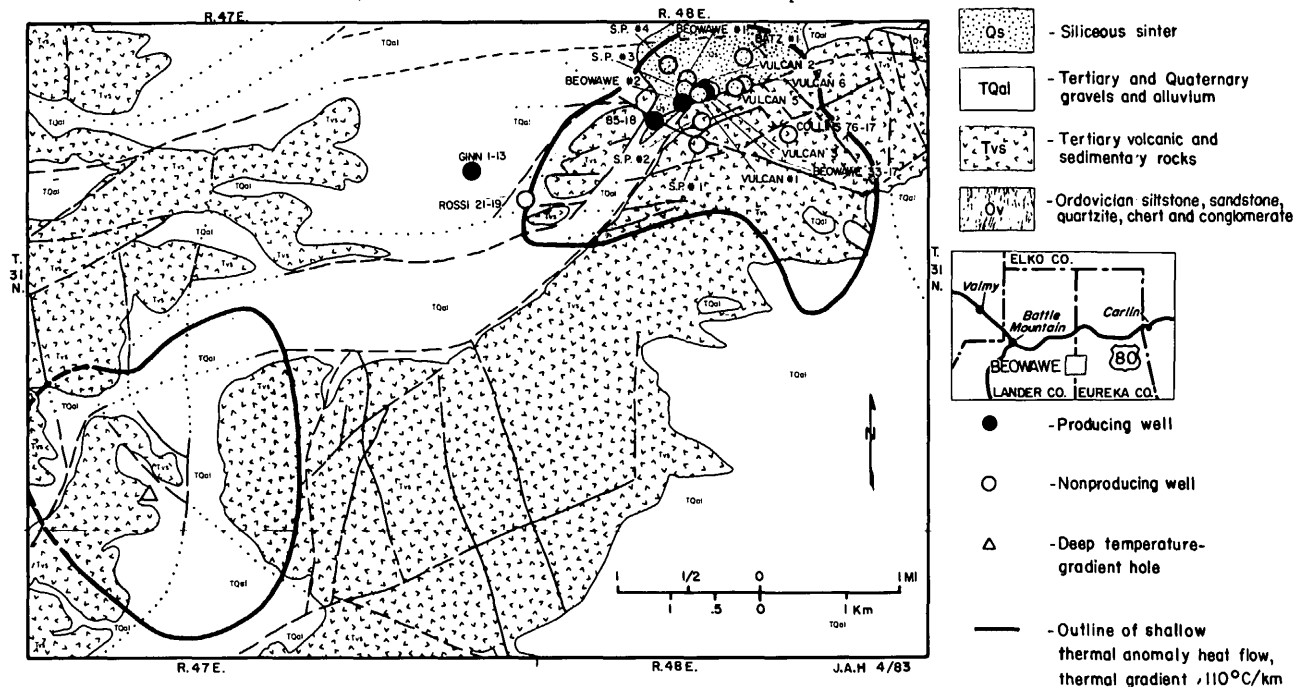 R.47E.
R.48E.
T.
31
N.
T.
31
N.
TQal
Tvs
S.P. #4
BEOWAWE #1
BATZ #1
S.P. #3
VULCAN 2
BEOWAWE #2
VULCAN 6
VULCAN 5
85-18
COLLINS 76-17
GINN 1-13
S.P. #2
VULCAN 3
BEOWAWE 33-17
ROSSI 21-19
S.P. #1
VULCAN #1
N
1 1/2 0 1 MI
1 .5 0 1 Km
R.47E.
R.48E.
J.A.H 4/83
Qs - Siliceous sinter
TQal - Tertiary and Quaternary
gravels and alluvium
Tvs - Tertiary volcanic and
sedimentary rocks
Ov - Ordovician siltstone, sandstone,
quartzite, chert and conglomerate
ELKO CO.
Valmy
Battle
Mountain
Carlin
80
BEOWAWE
LANDER CO. EUREKA CO.
- Producing well
- Nonproducing well
- Deep temperature-
gradient hole
- Outline of shallow
thermal anomaly heat flow,
thermal gradient 110°C/km